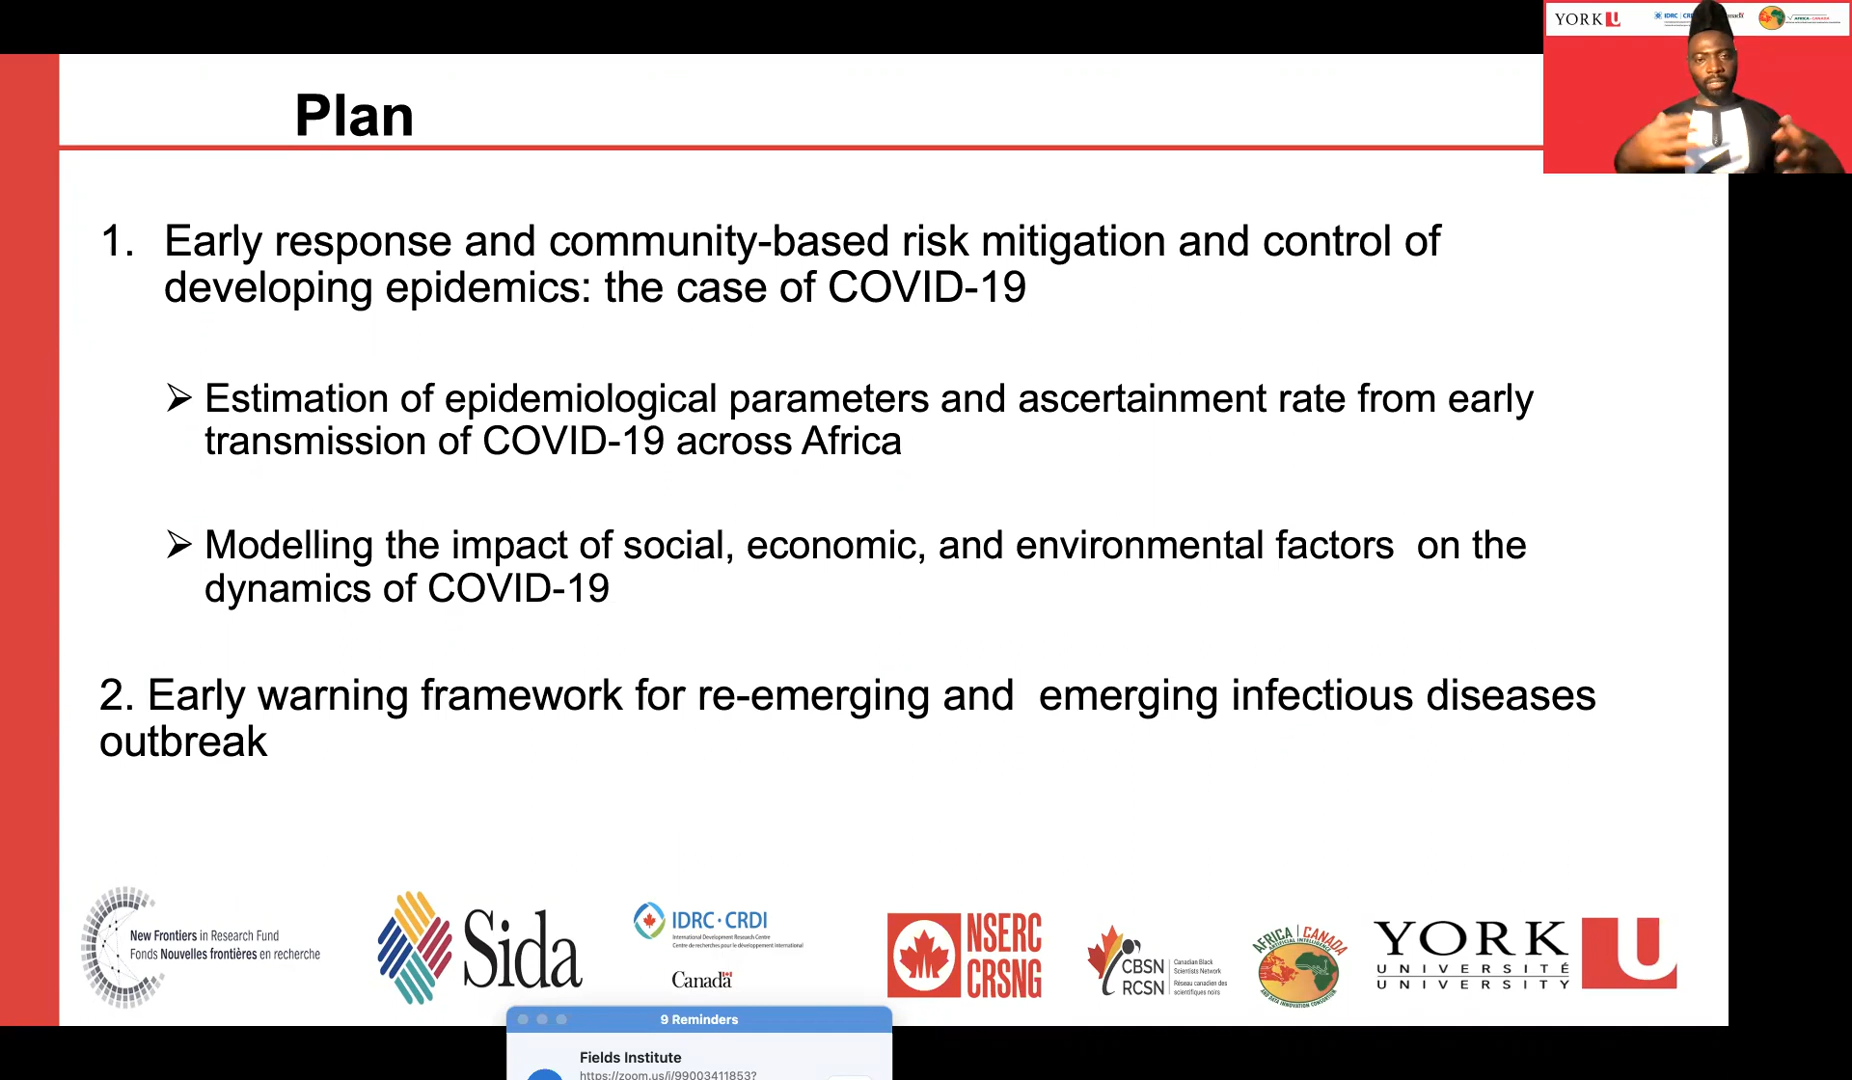 YORK U
IDRC
AFRICA-CANADA
Plan
1. Early response and community-based risk mitigation and control of
developing epidemics: the case of COVID-19
➢ Estimation of epidemiological parameters and ascertainment rate from early
transmission of COVID-19 across Africa
➢ Modelling the impact of social, economic, and environmental factors on the
dynamics of COVID-19
2. Early warning framework for re-emerging and emerging infectious diseases
outbreak
New Frontiers in Research Fund
Fonds Nouvelles frontières en recherche
Sida
IDRC · CRDI
International Development Research Centre
Centre de recherches pour le développement international
Canada
NSERC
CRSNG
CBSN
RCSN
Canadian Black
Scientists Network
Réseau canadien des
scientifiques noirs
AFRICA | CANADA
ARTIFICIAL INTELLIGENCE
AND DATA INNOVATION CONSORTIUM
YORK U
UNIVERSITÉ
UNIVERSITY
9 Reminders
Fields Institute
https://zoom.us/j/99003411853?